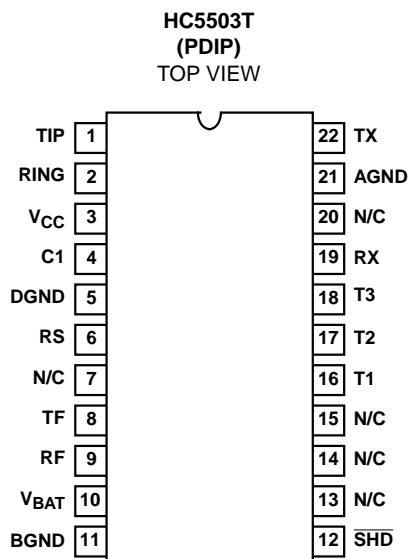 HC5503T
(PDIP)
TOP VIEW
TIP 1 22 TX
RING 2 21 AGND
VCC 3 20 N/C
C1 4 19 RX
DGND 5 18 T3
RS 6 17 T2
N/C 7 16 T1
TF 8 15 N/C
RF 9 14 N/C
VBAT 10 13 N/C
BGND 11 12 SHD